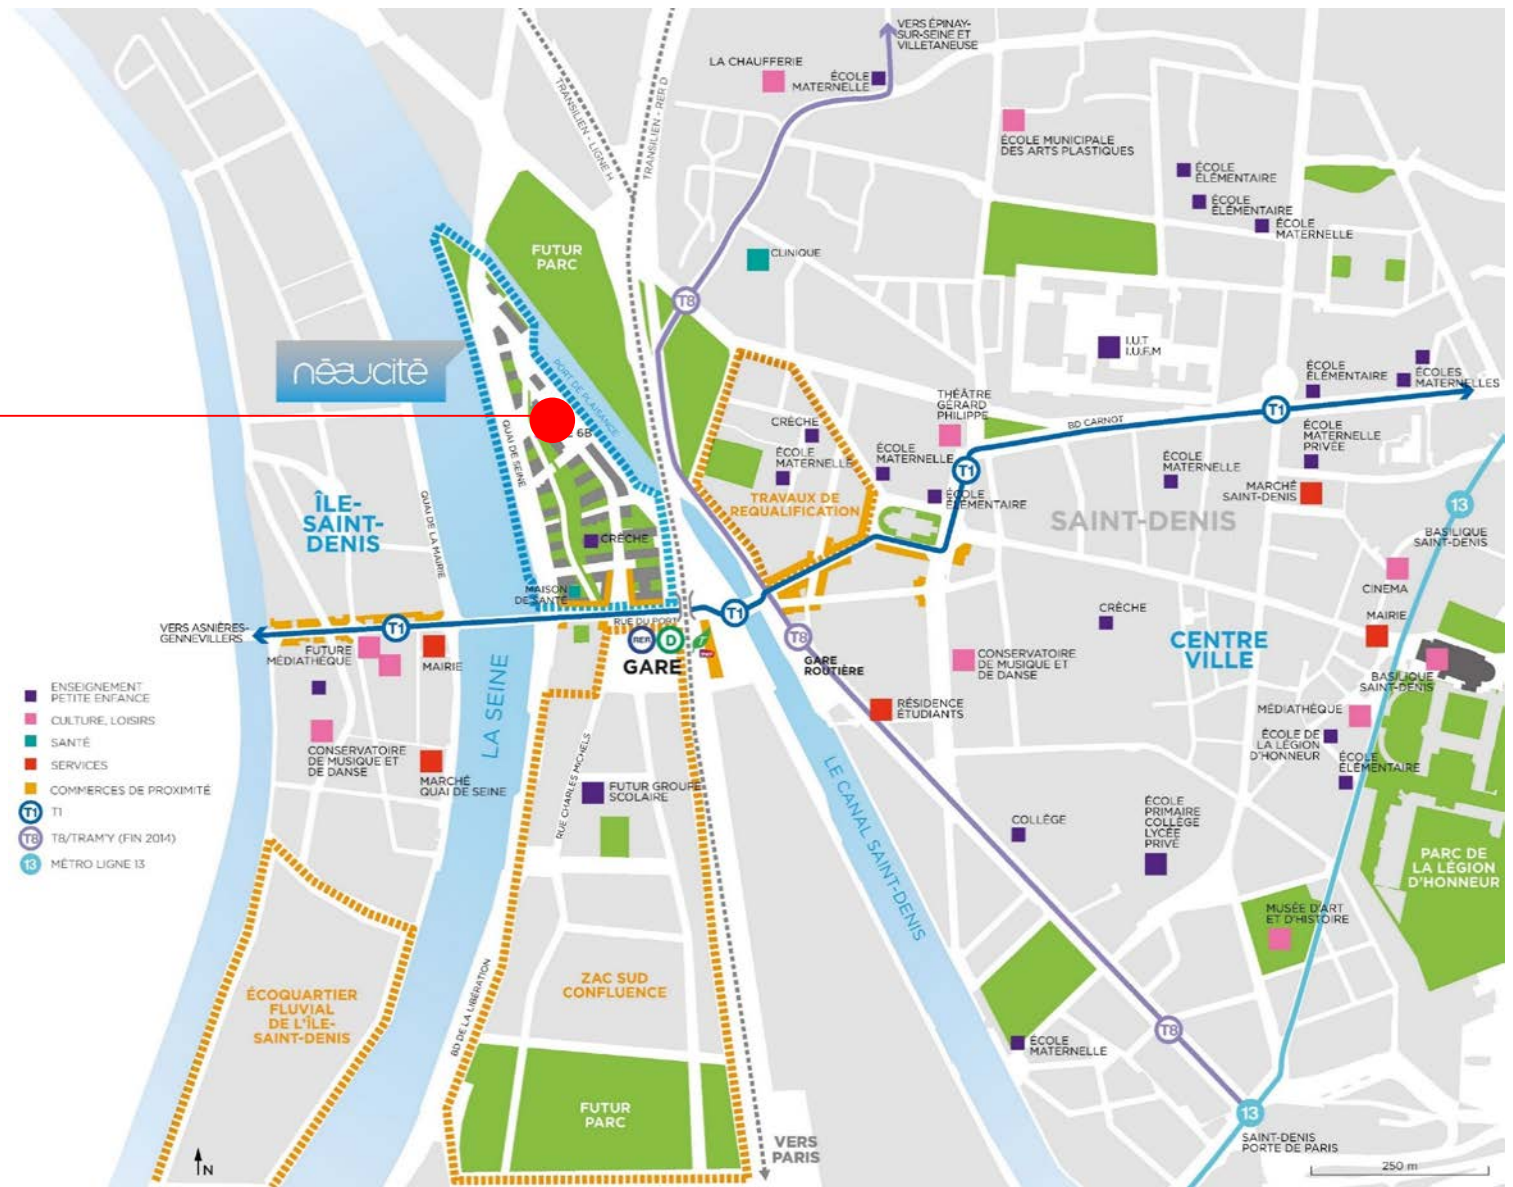 VERS ÉPINAY-
SUR-SEINE ET
VILLETANEUSE
LA CHAUFFERIE
ÉCOLE
MATERNELLE
TRANSILIEN - LIGNE H
TRANSILIEN - RER D
ÉCOLE MUNICIPALE
DES ARTS PLASTIQUES
ÉCOLE
ÉLÉMENTAIRE
ÉCOLE
ÉLÉMENTAIRE
ÉCOLE
MATERNELLE
FUTUR
PARC
CLINIQUE
T8
néaucité
PORT DE PLAISANCE
I.U.T
I.U.F.M
ÉCOLE
ÉLÉMENTAIRE
ÉCOLES
MATERNELLES
THÉÂTRE
GÉRARD
PHILIPPE
BD CARNOT
T1
CRÈCHE
ÉCOLE
MATERNELLE
ÉCOLE
MATERNELLE
ÉCOLE
MATERNELLE
PRIVÉE
6B
QUAI DE SEINE
T1
ÉCOLE
ÉLÉMENTAIRE
ÉCOLE
MATERNELLE
MARCHÉ
SAINT-DENIS
13
TRAVAUX DE
REQUALIFICATION
SAINT-DENIS
BASILIQUE
SAINT-DENIS
ÎLE-
SAINT-
DENIS
QUAI DE LA MAIRIE
CRÈCHE
MAISON
DE SANTÉ
CINEMA
CRÈCHE
MAIRIE
VERS ASNIÈRES-
GENNEVILLERS
T1
RUE DU PORT
T1
T8
RER
D
T
GARE
GARE
ROUTIÈRE
CENTRE
VILLE
FUTURE
MÉDIATHÈQUE
MAIRIE
CONSERVATOIRE
DE MUSIQUE ET
DE DANSE
BASILIQUE
SAINT-DENIS
LA SEINE
RÉSIDENCE
ÉTUDIANTS
MÉDIATHÈQUE
ÉCOLE DE
LA LÉGION
D'HONNEUR
ÉCOLE
ÉLÉMENTAIRE
ENSEIGNEMENT
PETITE ENFANCE
CULTURE, LOISIRS
SANTÉ
SERVICES
COMMERCES DE PROXIMITÉ
T1 T1
T8 T8/TRAM'Y (FIN 2014)
13 MÉTRO LIGNE 13
CONSERVATOIRE
DE MUSIQUE ET
DE DANSE
MARCHÉ
QUAI DE SEINE
RUE CHARLES MICHELS
FUTUR GROUPE
SCOLAIRE
LE CANAL SAINT-DENIS
COLLÈGE
ÉCOLE
PRIMAIRE
COLLÈGE
LYCÉE
PRIVÉ
PARC DE
LA LÉGION
D'HONNEUR
MUSÉE D'ART
ET D'HISTOIRE
ÉCOQUARTIER
FLUVIAL
DE L'ÎLE-
SAINT-DENIS
BD DE LA LIBÉRATION
ZAC SUD
CONFLUENCE
ÉCOLE
MATERNELLE
T8
FUTUR
PARC
VERS
PARIS
13
SAINT-DENIS
PORTE DE PARIS
N
250 m